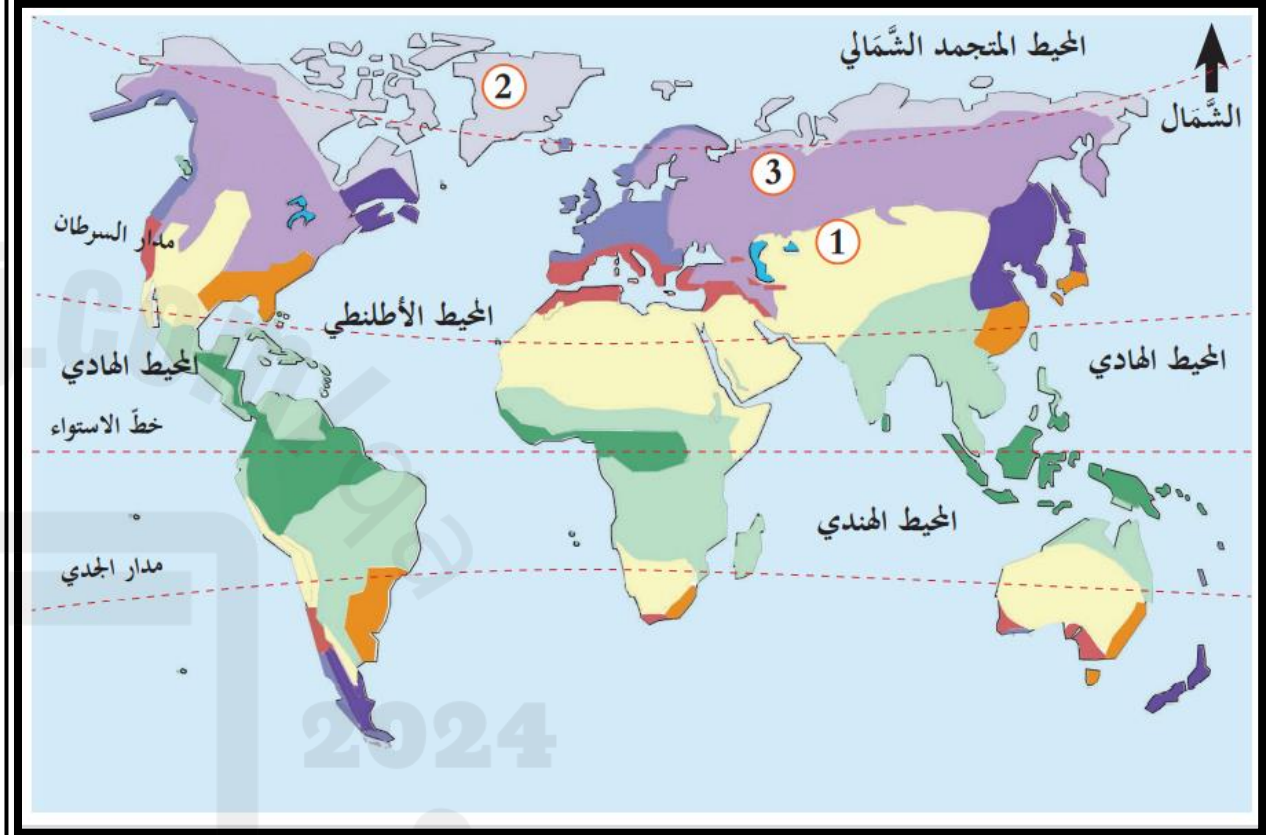 المحيط المتجمد الشَّمَالي
الشَّمَال
2
3
1
مدار السرطان
المحيط الأطلنطي
المحيط الهادي
المحيط الهادي
خطّ الاستواء
المحيط الهندي
مدار الجدي
2024